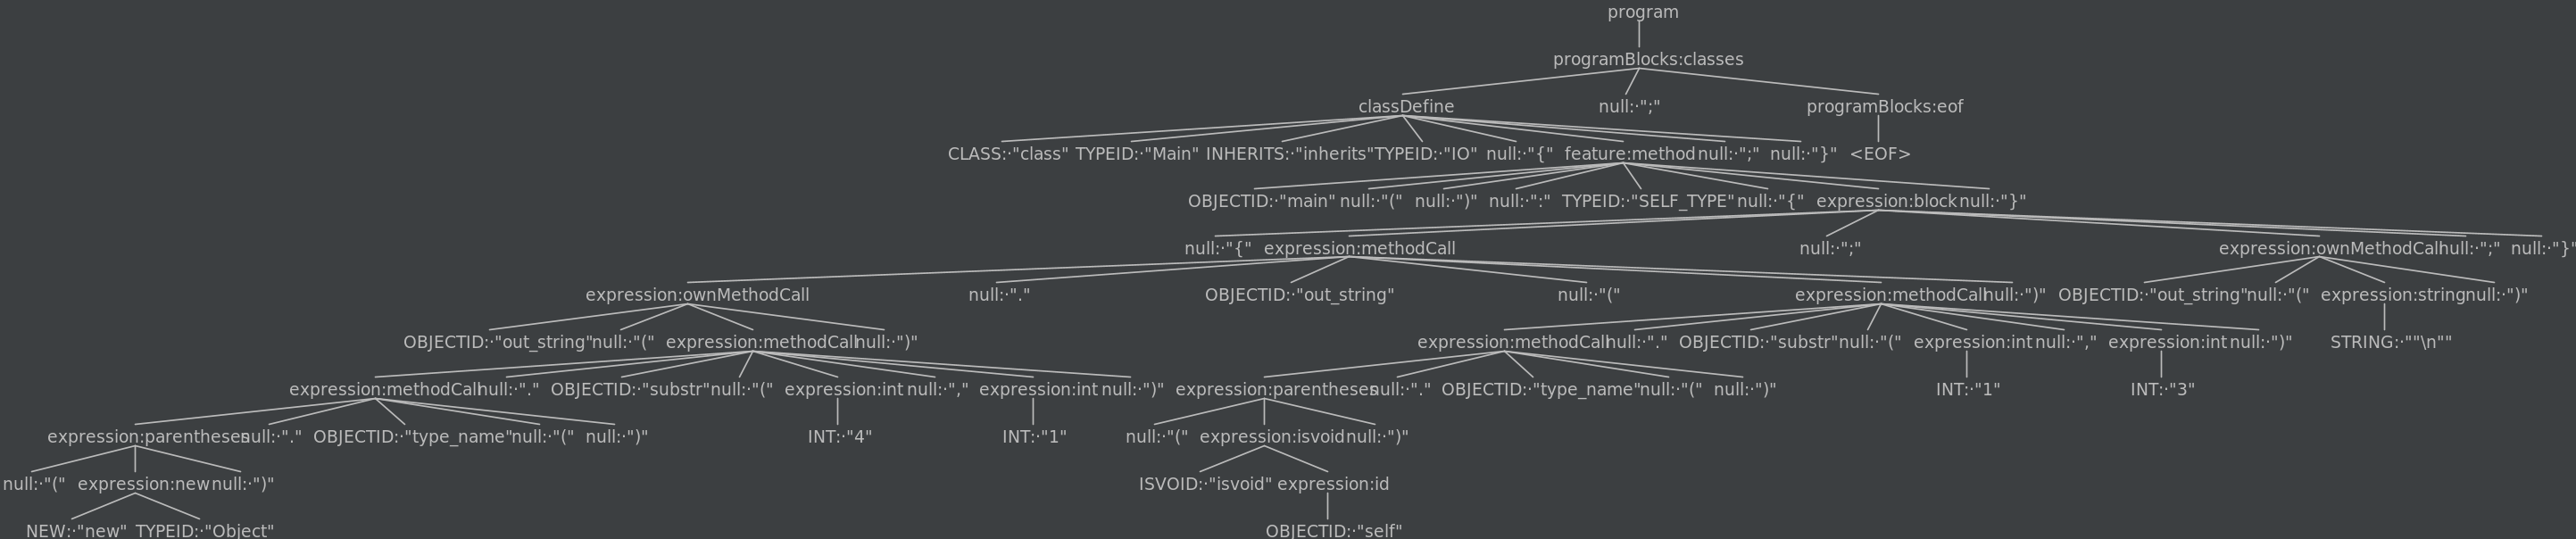 program
programBlocks:classes
classDefine null:·";" programBlocks:eof
CLASS:·"class" TYPEID:·"Main" INHERITS:·"inherits" TYPEID:·"IO" null:·"{" feature:method null:·";" null:·"}" <EOF>
OBJECTID:·"main" null:·"(" null:·")" null:·":" TYPEID:·"SELF_TYPE" null:·"{" expression:block null:·"}"
null:·"{" expression:methodCall null:·";" expression:ownMethodCall null:·";" null:·"}"
expression:ownMethodCall null:·"." OBJECTID:·"out_string" null:·"(" expression:methodCall null:·")" OBJECTID:·"out_string" null:·"(" expression:string null:·")"
OBJECTID:·"out_string" null:·"(" expression:methodCall null:·")" expression:methodCall null:·"." OBJECTID:·"substr" null:·"(" expression:int null:·"," expression:int null:·")" STRING:·""\n""
expression:methodCall null:·"." OBJECTID:·"substr" null:·"(" expression:int null:·"," expression:int null:·")" expression:parentheses null:·"." OBJECTID:·"type_name" null:·"(" null:·")" INT:·"1" INT:·"3"
expression:parentheses null:·"." OBJECTID:·"type_name" null:·"(" null:·")" INT:·"4" INT:·"1" null:·"(" expression:isvoid null:·")"
null:·"(" expression:new null:·")" ISVOID:·"isvoid" expression:id
NEW:·"new" TYPEID:·"Object" OBJECTID:·"self"